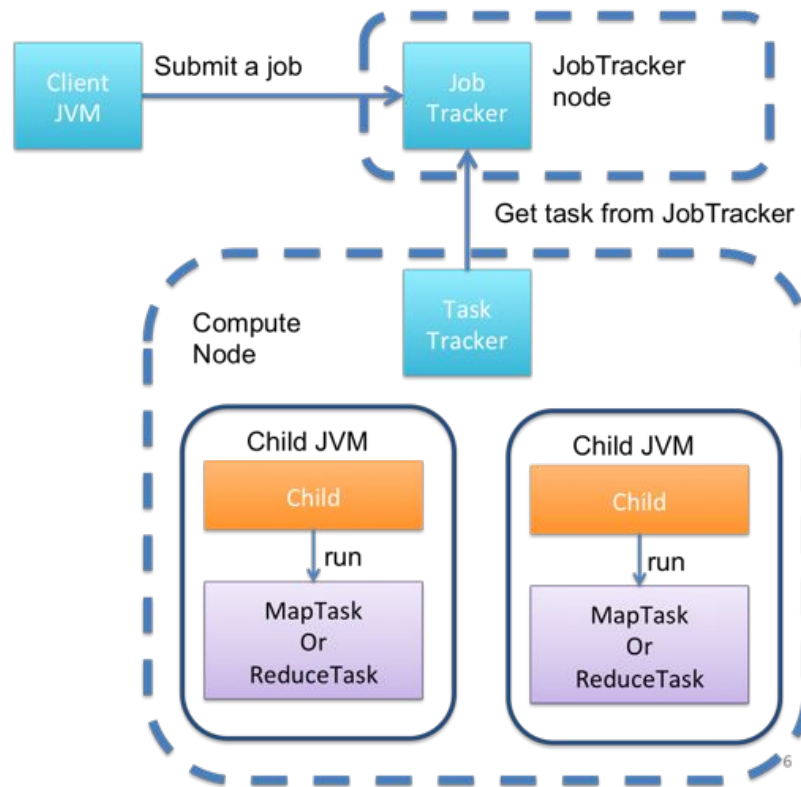 Client
JVM
Submit a job
Job
Tracker
JobTracker
node
Get task from JobTracker
Compute
Node
Task
Tracker
Child JVM
Child
run
MapTask
Or
ReduceTask
Child JVM
Child
run
MapTask
Or
ReduceTask
6